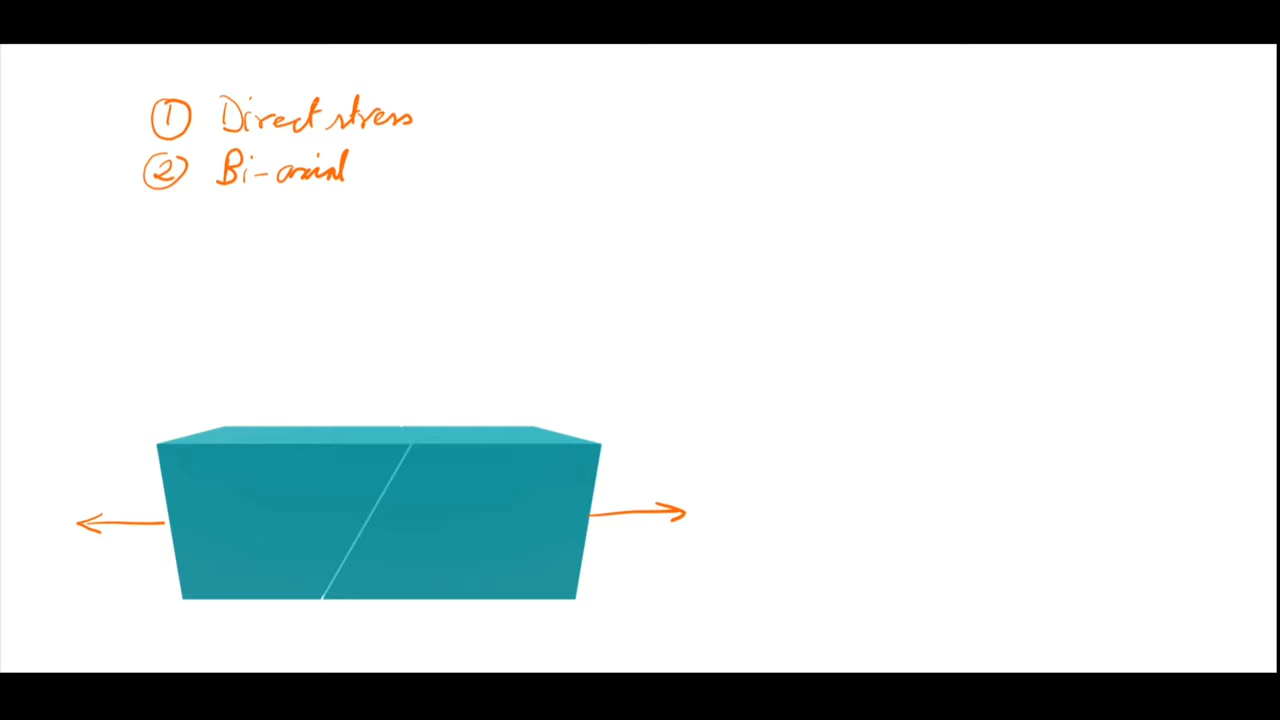 ① Direct stress
② Bi-axial